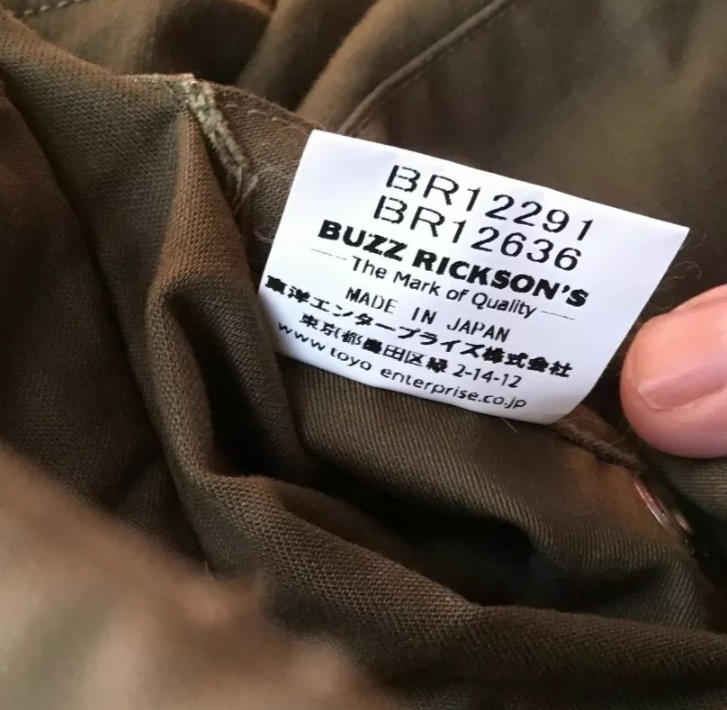 BR12291
BR12636
BUZZ RICKSON'S
The Mark of Quality
MADE IN JAPAN
東洋エンタープライズ株式会社
東京都墨田区緑 2-14-12
www toyo enterprise.co.jp